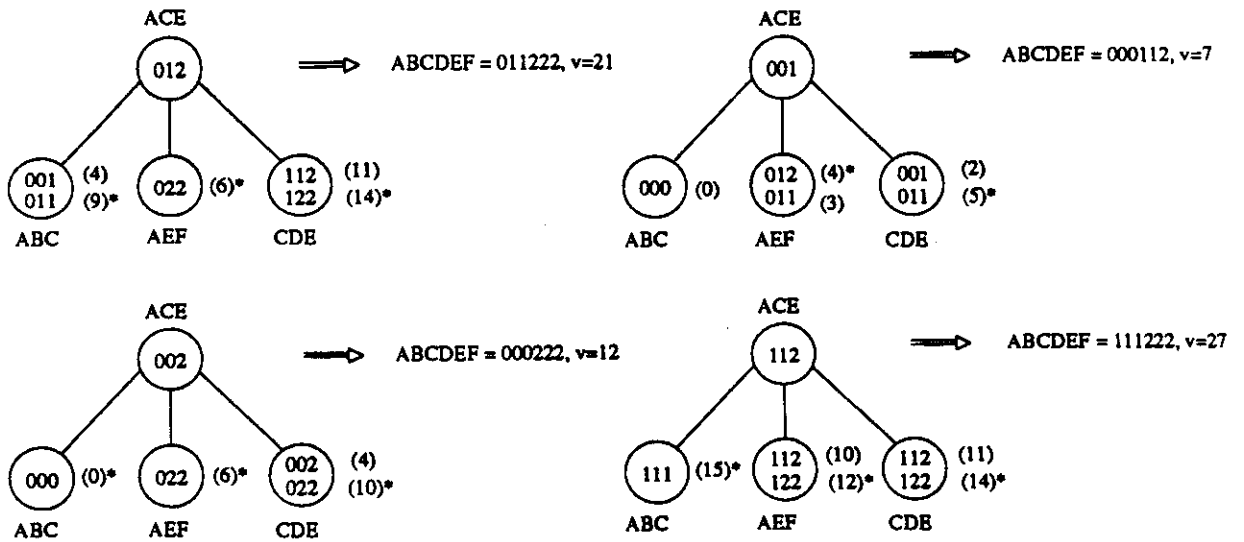 ACE
012
ABCDEF = 011222, v=21
001 (4)
011 (9)*
022 (6)*
112 (11)
122 (14)*
ABC AEF CDE
ACE
001
ABCDEF = 000112, v=7
000 (0)
012 (4)*
011 (3)
001 (2)
011 (5)*
ABC AEF CDE
ACE
002
ABCDEF = 000222, v=12
000 (0)*
022 (6)*
002 (4)
022 (10)*
ABC AEF CDE
ACE
112
ABCDEF = 111222, v=27
111 (15)*
112 (10)
122 (12)*
112 (11)
122 (14)*
ABC AEF CDE